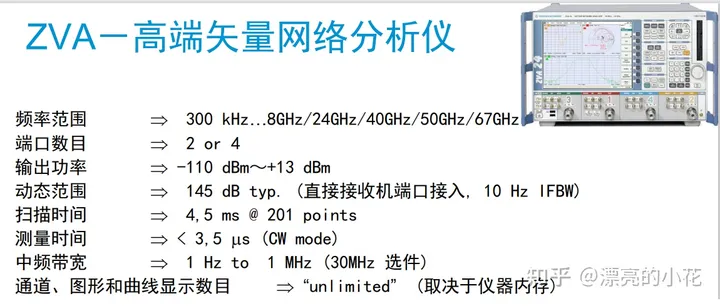 ZVA－高端矢量网络分析仪
频率范围 ⇒ 300 kHz…8GHz/24GHz/40GHz/50GHz/67GHz
端口数目 ⇒ 2 or 4
输出功率 ⇒ -110 dBm～+13 dBm
动态范围 ⇒ 145 dB typ. (直接接收机端口接入, 10 Hz IFBW)
扫描时间 ⇒ 4,5 ms @ 201 points
测量时间 ⇒ < 3,5 μs (CW mode)
中频带宽 ⇒ 1 Hz to 1 MHz (30MHz 选件)
通道、图形和曲线显示数目 ⇒ “unlimited” (取决于仪器内存)
ZVA 24
知乎 @漂亮的小花